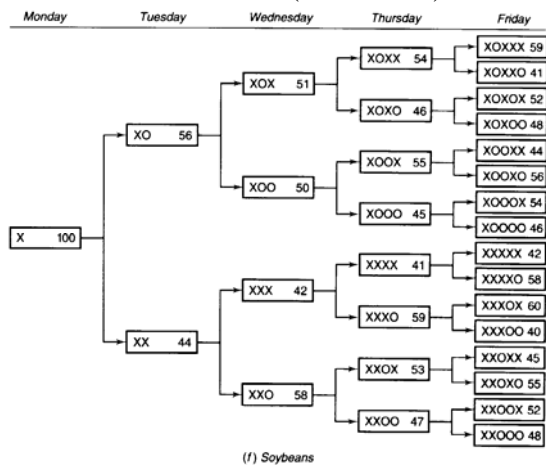 Monday Tuesday Wednesday Thursday Friday
XOXXX 59
XOXX 54
XOXXO 41
XOX 51
XOXOX 52
XOXO 46
XOXOO 48
XO 56
XOOXX 44
XOOX 55
XOOXO 56
XOO 50
XOOOX 54
XOOO 45
XOOOO 46
X 100
XXXXX 42
XXXX 41
XXXXO 58
XXX 42
XXXOX 60
XXXO 59
XXXOO 40
XX 44
XXOXX 45
XXOX 53
XXOXO 55
XXO 58
XXOOX 52
XXOO 47
XXOOO 48
(f) Soybeans